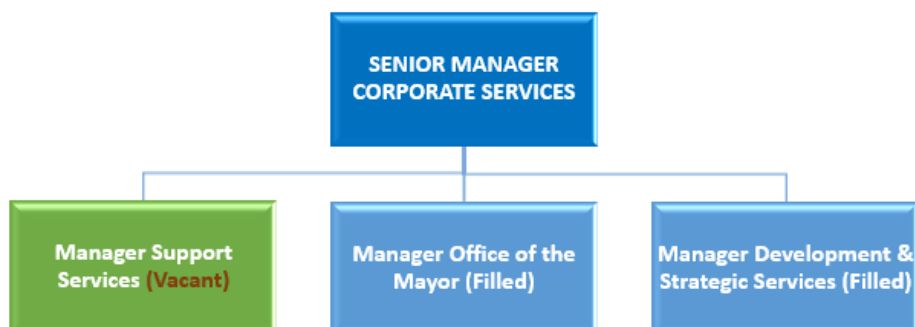 SENIOR MANAGER
CORPORATE SERVICES
Manager Support
Services (Vacant)
Manager Office of the
Mayor (Filled)
Manager Development &
Strategic Services (Filled)